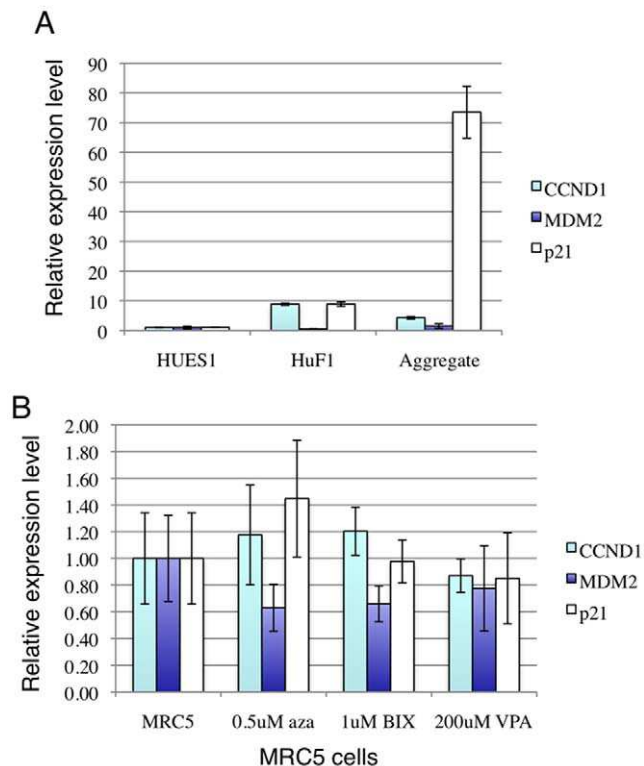 A
Relative expression level
90
80
70
60
50
40
30
20
10
0
HUES1 HuF1 Aggregate
CCND1
MDM2
p21
B
Relative expression level
2.00
1.80
1.60
1.40
1.20
1.00
0.80
0.60
0.40
0.20
0.00
MRC5 0.5uM aza 1uM BIX 200uM VPA
MRC5 cells
CCND1
MDM2
p21